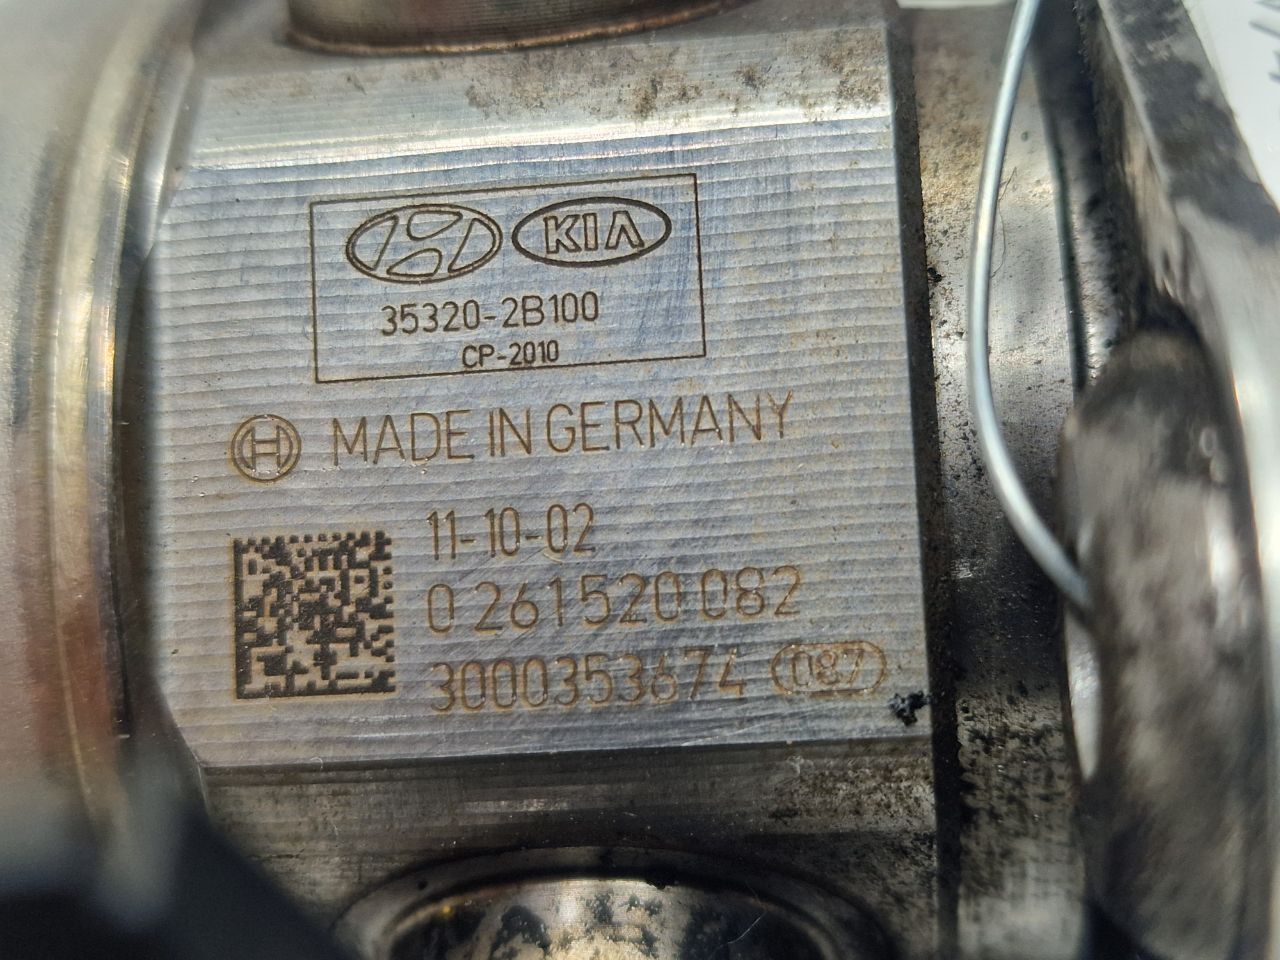 KIA
35320-2B100
CP-2010
MADE IN GERMANY
11-10-02
0 261 520 082
3000353674 087